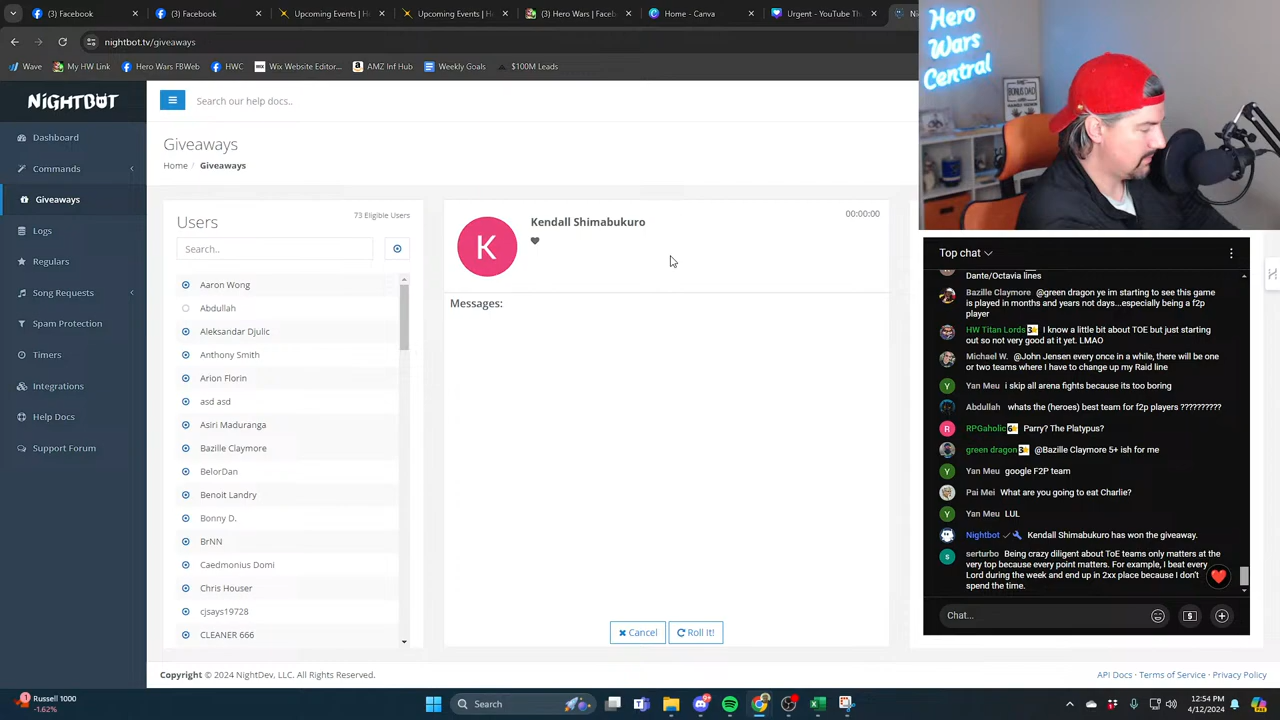 (Facebook)
(Facebook)
Upcoming Events | H
Upcoming Events | H
(5) Hero Wars | Faceb
Home - Canva
Urgent - YouTube Th
Ni
nightbot.tv/giveaways
Wave
My HW Link
Hero Wars FBWeb
HWC
Wix Website Editor...
AMZ Inf Hub
Weekly Goals
$100M Leads
NIGHTBOT
Search our help docs..
Dashboard
Commands
Giveaways
Logs
Regulars
Song Requests
Spam Protection
Timers
Integrations
Help Docs
Support Forum
Giveaways
Home / Giveaways
Users
73 Eligible Users
Search..
Aaron Wong
Abdullah
Aleksandar Djulic
Anthony Smith
Arion Florin
asd asd
Asiri Maduranga
Bazille Claymore
BelorDan
Benoit Landry
Bonny D.
BrNN
Caedmonius Domi
Chris Houser
cjsays19728
CLEANER 666
K
Kendall Shimabukuro
00:00:00
Messages:
Cancel
Roll It!
Hero
Wars
Central
BONUS
DAD
Top chat
Dante/Octavia lines
Bazille Claymore @green dragon ye im starting to see this game
is played in months and years not days...especially being a f2p
player
HW Titan Lords 3 I know a little bit about TOE but just starting
out so not very good at it yet. LMAO
Michael W. @John Jensen every once in a while, there will be one
or two teams where I have to change up my Raid line
Y Yan Meu i skip all arena fights because its too boring
Abdullah whats the (heroes) best team for f2p players ??????????
R RPGaholic 6 Parry? The Platypus?
green dragon 3 @Bazille Claymore 5+ ish for me
Y Yan Meu google F2P team
Pai Mei What are you going to eat Charlie?
Y Yan Meu LUL
Nightbot Kendall Shimabukuro has won the giveaway.
s serturbo Being crazy diligent about ToE teams only matters at the
very top because every point matters. For example, I beat every
Lord during the week and end up in 2xx place because I don't
spend the time.
Chat...
Copyright © 2024 NightDev, LLC. All Rights Reserved.
API Docs · Terms of Service · Privacy Policy
1
Russell 1000
-1.62%
Search
12:54 PM
4/12/2024